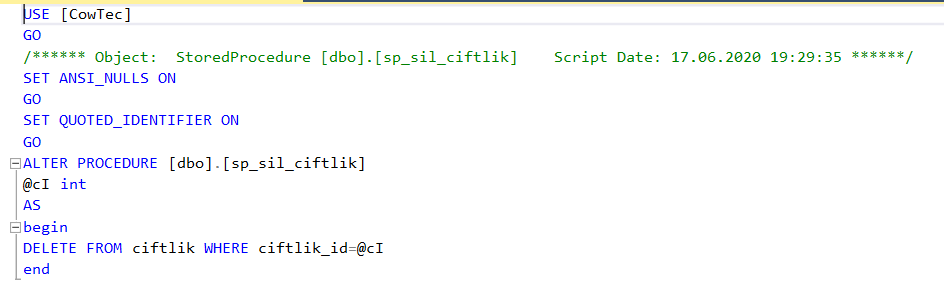 USE [CowTec]
GO
/****** Object:  StoredProcedure [dbo].[sp_sil_ciftlik]    Script Date: 17.06.2020 19:29:35 ******/
SET ANSI_NULLS ON
GO
SET QUOTED_IDENTIFIER ON
GO
ALTER PROCEDURE [dbo].[sp_sil_ciftlik]
@cI int
AS
begin
DELETE FROM ciftlik WHERE ciftlik_id=@cI
end